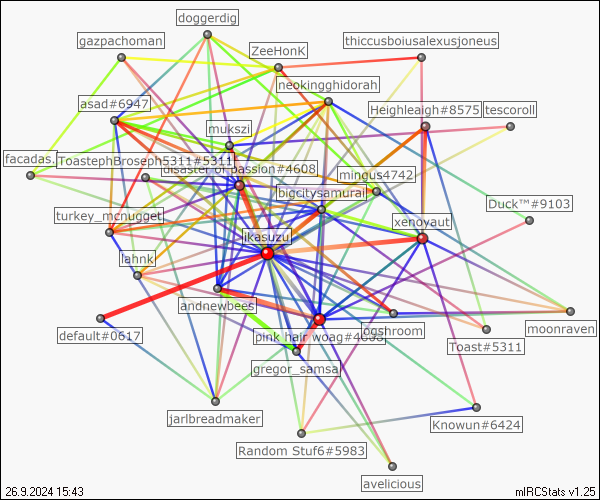 doggerdig
gazpachoman
thiccusboiusalexusjoneus
ZeeHonK
neokingghidorah
asad#6947
Heighleaigh#8575
tescoroll
mukszi
facadas.
ToastephBroseph5311#5311
disaster of passion#4608
mingus4742
bigcitysamurai
Duck™#9103
turkey_mcnugget
xenoyaut
ikasuzu
lahnk
andnewbees
default#0617
pink hair woag#4
ogshroom
moonraven
Toast#5311
gregor_samsa
jarlbreadmaker
Knowun#6424
Random Stuf6#5983
avelicious
26.9.2024 15:43
mIRCStats v1.25